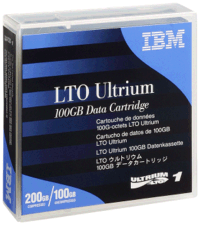 IBM
LTO Ultrium
100GB Data Cartridge
Cartouche de données
100G-octets LTO Ultrium
Cartucho de datos de 100GB
LTO Ultrium
LTO Ultrium 100GB Datenkassette
LTO ウルトリウム
100GB データカートリッジ
200GB/100GB
ULTRIUM
LTO
1